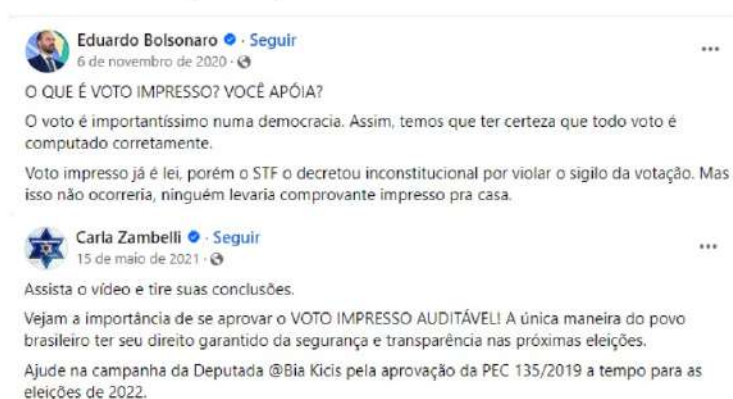 Eduardo Bolsonaro · Seguir
6 de novembro de 2020 ·
O QUE É VOTO IMPRESSO? VOCÊ APÓIA?
O voto é importantíssimo numa democracia. Assim, temos que ter certeza que todo voto é
computado corretamente.
Voto impresso já é lei, porém o STF o decretou inconstitucional por violar o sigilo da votação. Mas
isso não ocorreria, ninguém levaria comprovante impresso pra casa.
Carla Zambelli · Seguir
15 de maio de 2021 ·
Assista o vídeo e tire suas conclusões.
Vejam a importância de se aprovar o VOTO IMPRESSO AUDITÁVEL! A única maneira do povo
brasileiro ter seu direito garantido da segurança e transparência nas próximas eleições.
Ajude na campanha da Deputada @Bia Kicis pela aprovação da PEC 135/2019 a tempo para as
eleições de 2022.